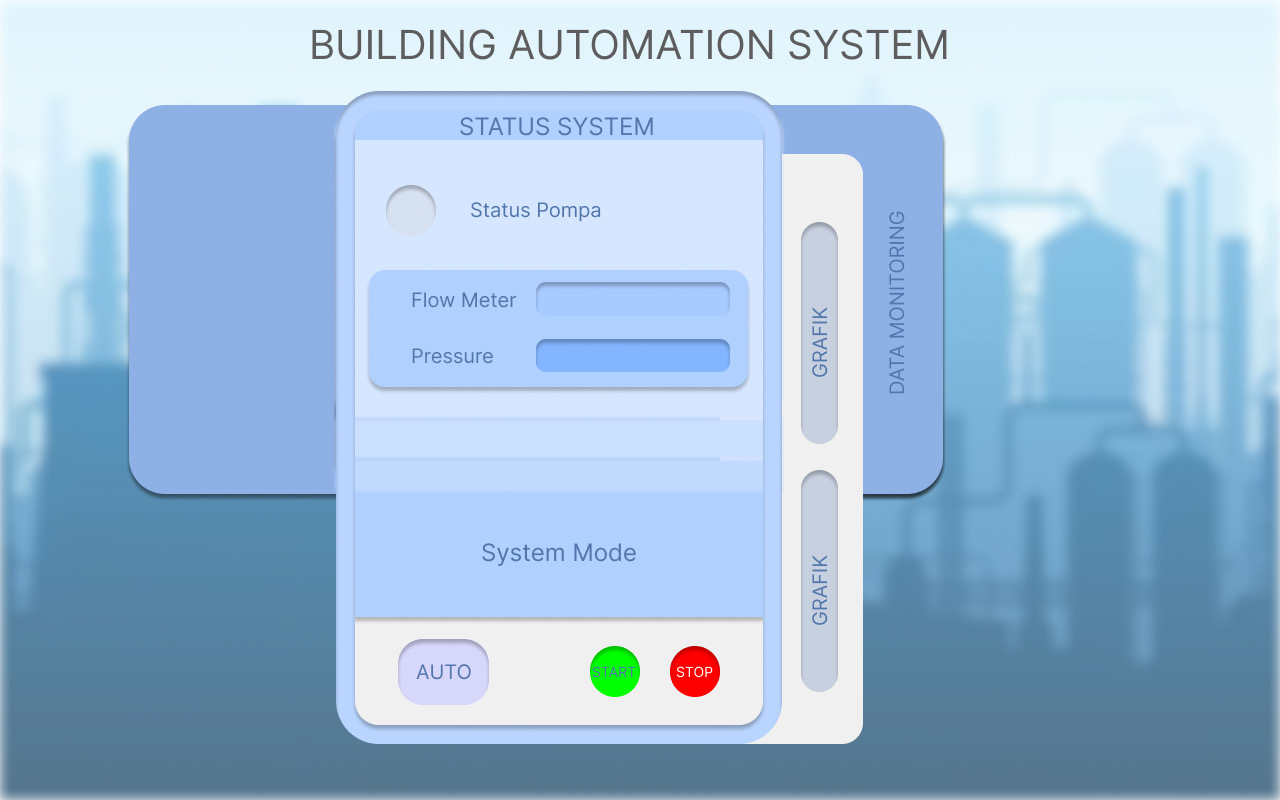 BUILDING AUTOMATION SYSTEM
STATUS SYSTEM
Status Pompa
Flow Meter
Pressure
System Mode
AUTO
START
STOP
GRAFIK
GRAFIK
DATA MONITORING